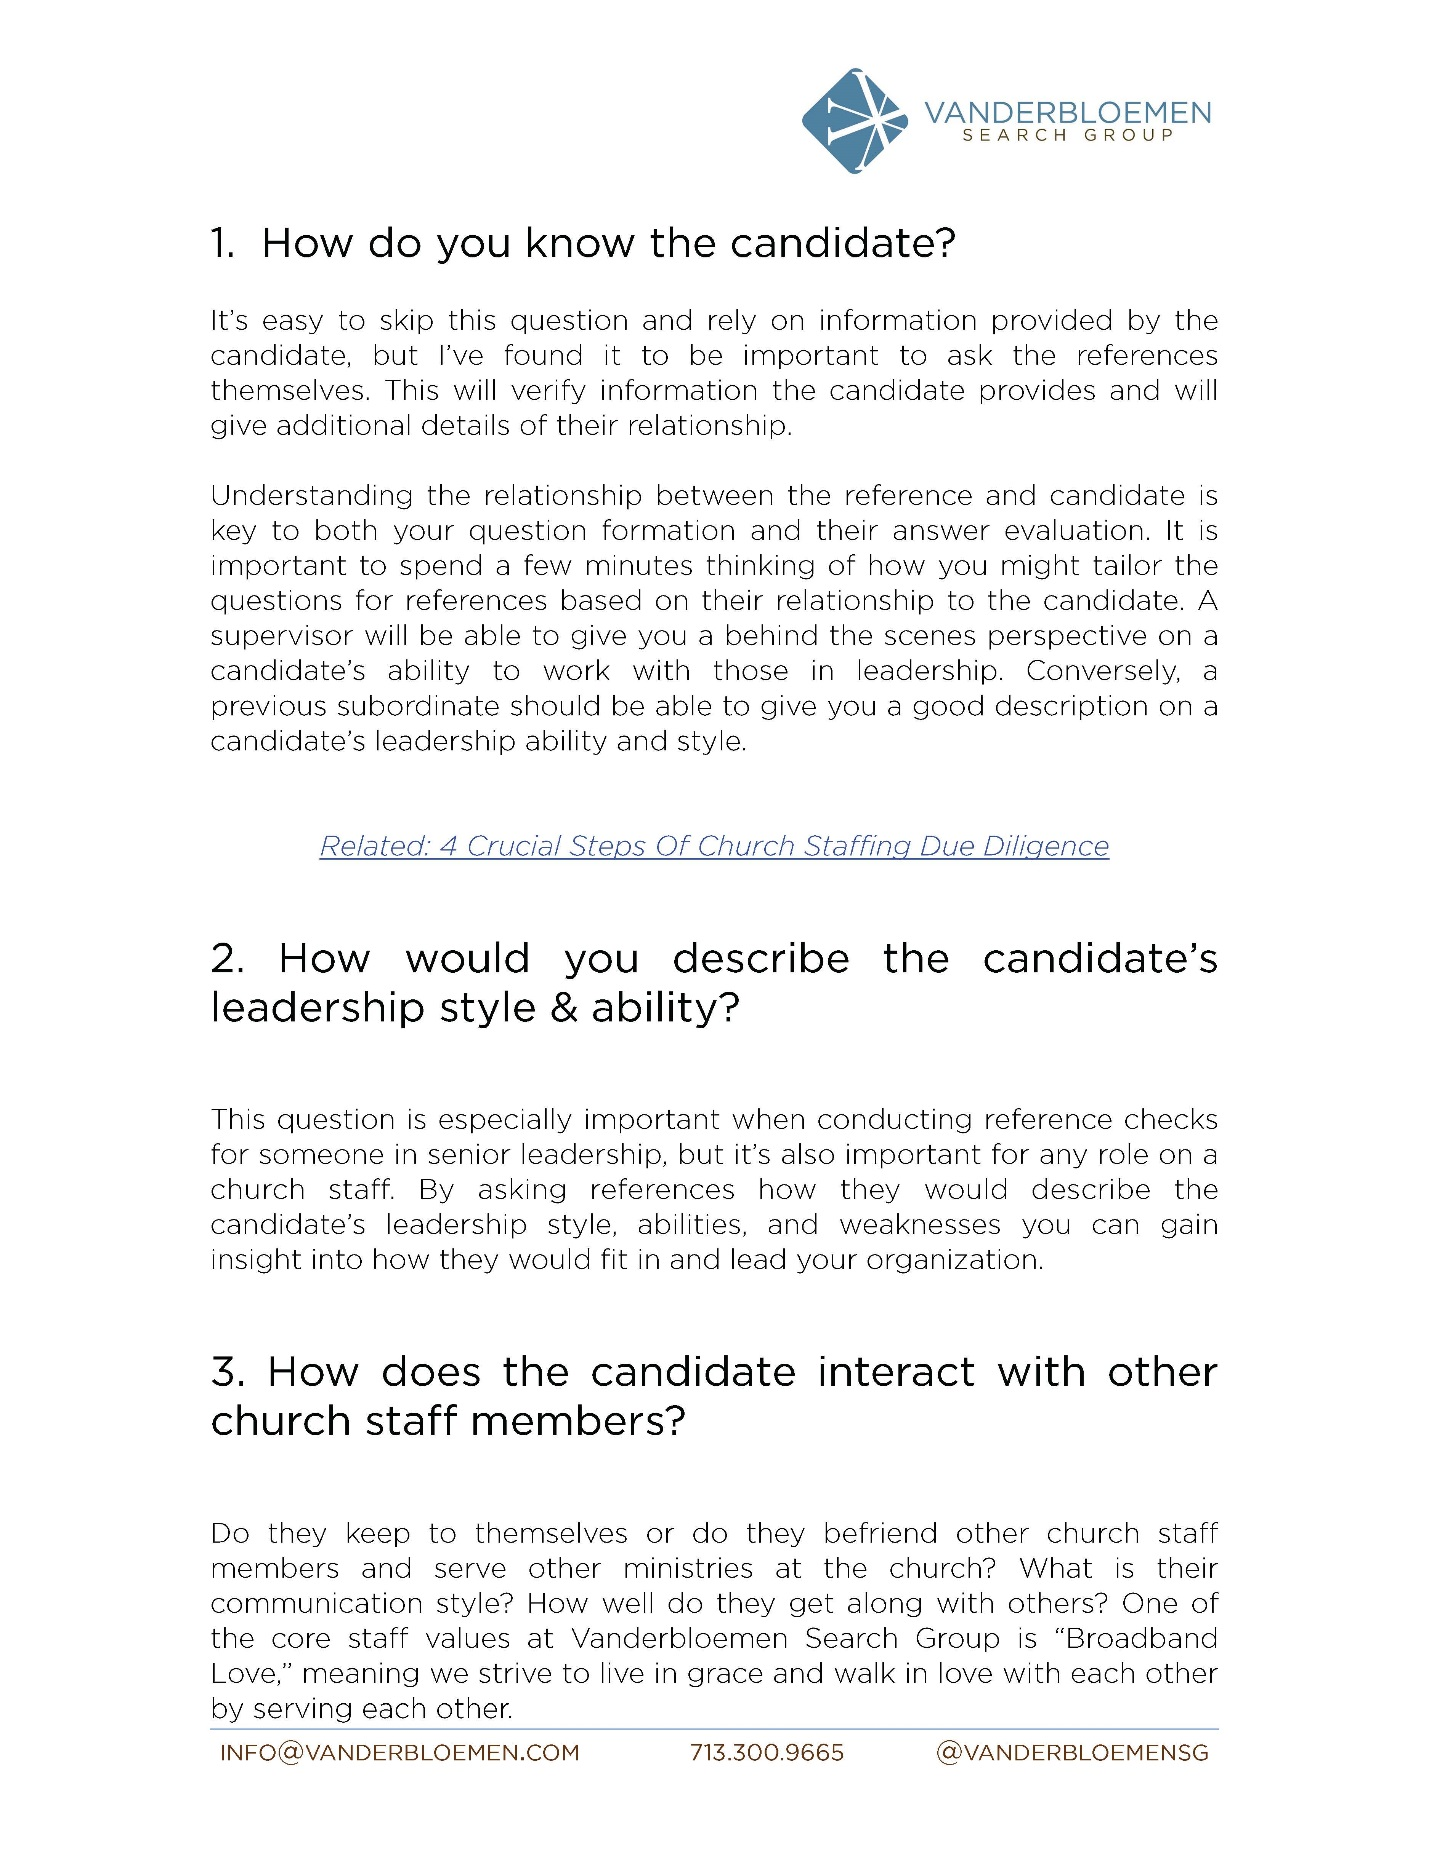 VANDERBLOEMEN
SEARCH GROUP
1. How do you know the candidate?
It’s easy to skip this question and rely on information provided by the
candidate, but I’ve found it to be important to ask the references
themselves. This will verify information the candidate provides and will
give additional details of their relationship.
Understanding the relationship between the reference and candidate is
key to both your question formation and their answer evaluation. It is
important to spend a few minutes thinking of how you might tailor the
questions for references based on their relationship to the candidate. A
supervisor will be able to give you a behind the scenes perspective on a
candidate’s ability to work with those in leadership. Conversely, a
previous subordinate should be able to give you a good description on a
candidate’s leadership ability and style.
Related: 4 Crucial Steps Of Church Staffing Due Diligence
2. How would you describe the candidate’s
leadership style & ability?
This question is especially important when conducting reference checks
for someone in senior leadership, but it’s also important for any role on a
church staff. By asking references how they would describe the
candidate’s leadership style, abilities, and weaknesses you can gain
insight into how they would fit in and lead your organization.
3. How does the candidate interact with other
church staff members?
Do they keep to themselves or do they befriend other church staff
members and serve other ministries at the church? What is their
communication style? How well do they get along with others? One of
the core staff values at Vanderbloemen Search Group is “Broadband
Love,” meaning we strive to live in grace and walk in love with each other
by serving each other.
INFO@VANDERBLOEMEN.COM 713.300.9665 @VANDERBLOEMENSG